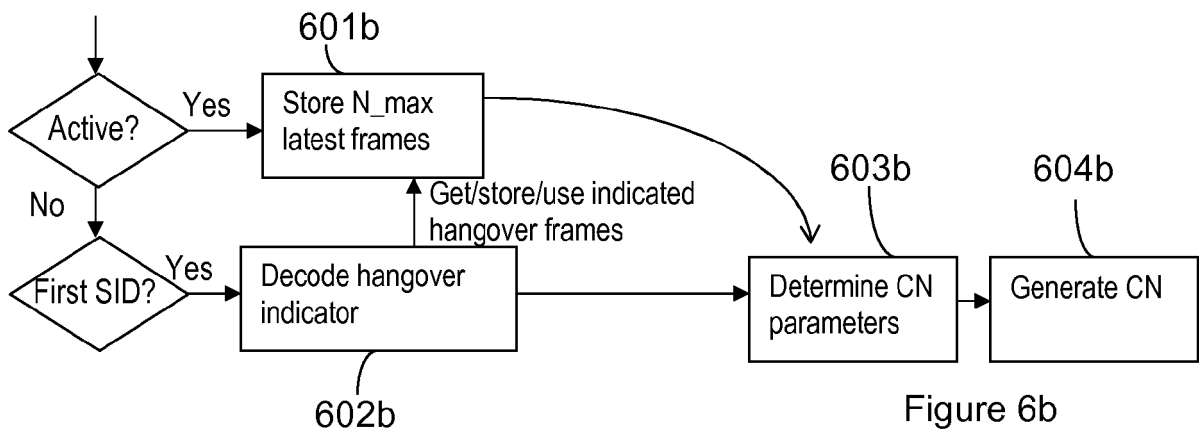 601b
Active?
Yes
Store N_max
latest frames
603b
604b
No
Get/store/use indicated
hangover frames
First SID?
Yes
Decode hangover
indicator
Determine CN
parameters
Generate CN
602b
Figure 6b